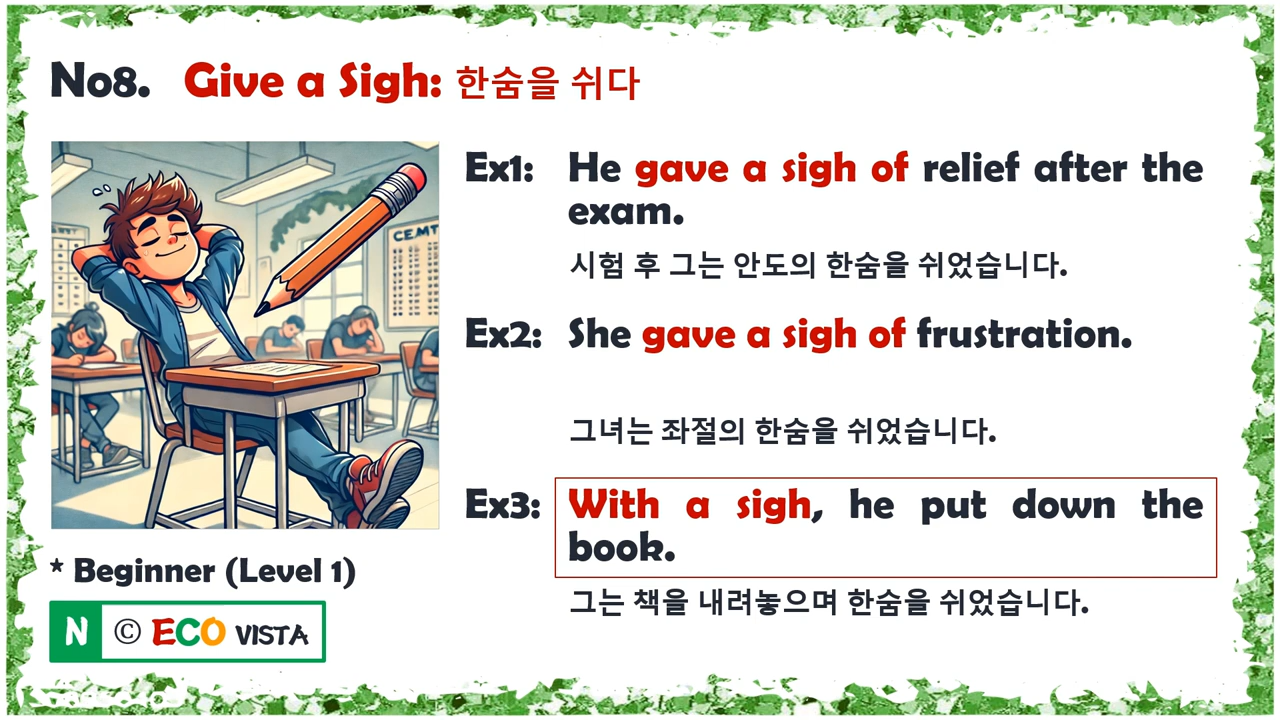 No8. Give a Sigh: 한숨을 쉬다
Ex1: He gave a sigh of relief after the
exam.
시험 후 그는 안도의 한숨을 쉬었습니다.
Ex2: She gave a sigh of frustration.
그녀는 좌절의 한숨을 쉬었습니다.
Ex3: With a sigh, he put down the
book.
그는 책을 내려놓으며 한숨을 쉬었습니다.
CE.MT
* Beginner (Level 1)
N © ECO VISTA